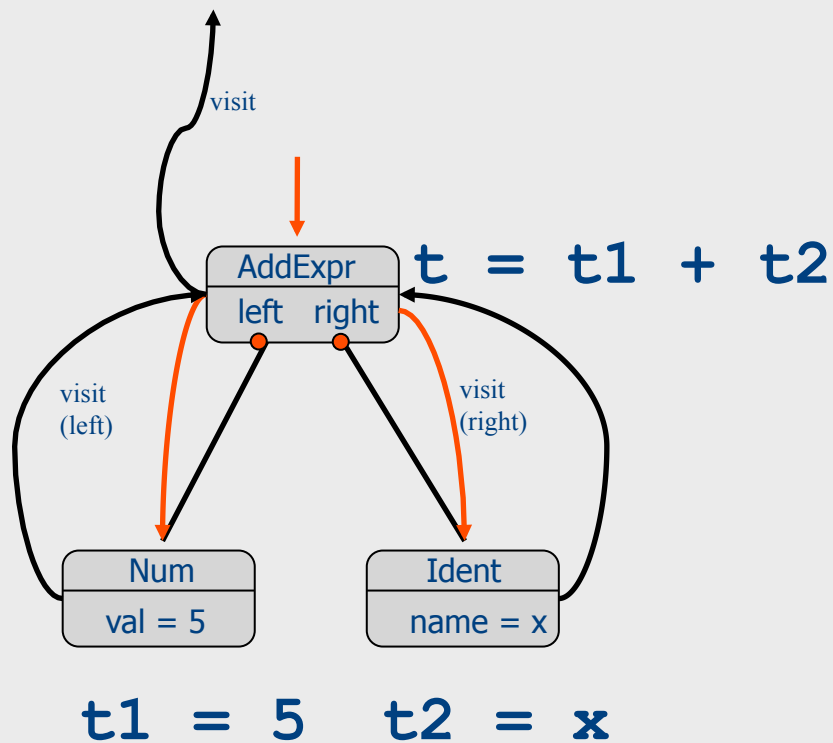 visit
AddExpr
t = t1 + t2
left right
visit
(left)
visit
(right)
Num
val = 5
Ident
name = x
t1 = 5
t2 = x